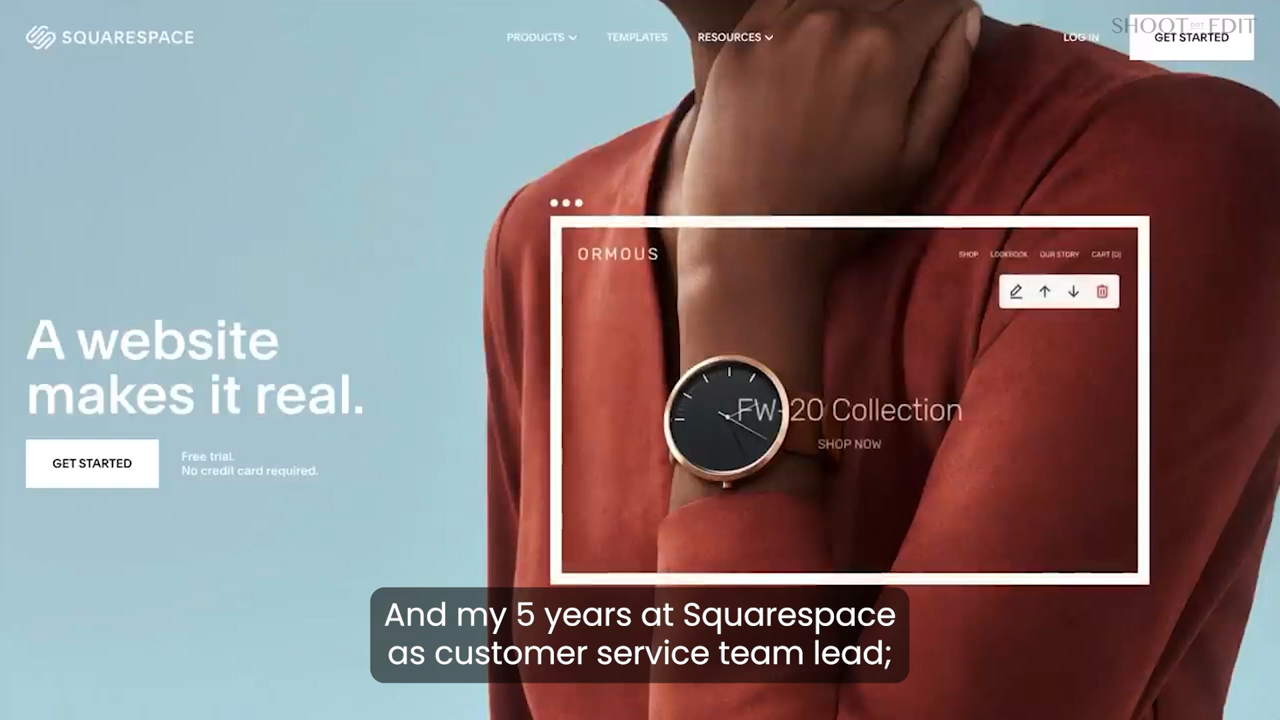 SQUARESPACE
PRODUCTS
TEMPLATES
RESOURCES
LOG IN
SHOOT DOT EDIT
GET STARTED
ORMOUS
SHOP
LOOKBOOK
OUR STORY
CART (0)
A website
makes it real.
FW-20 Collection
SHOP NOW
GET STARTED
Free trial.
No credit card required.
And my 5 years at Squarespace
as customer service team lead;